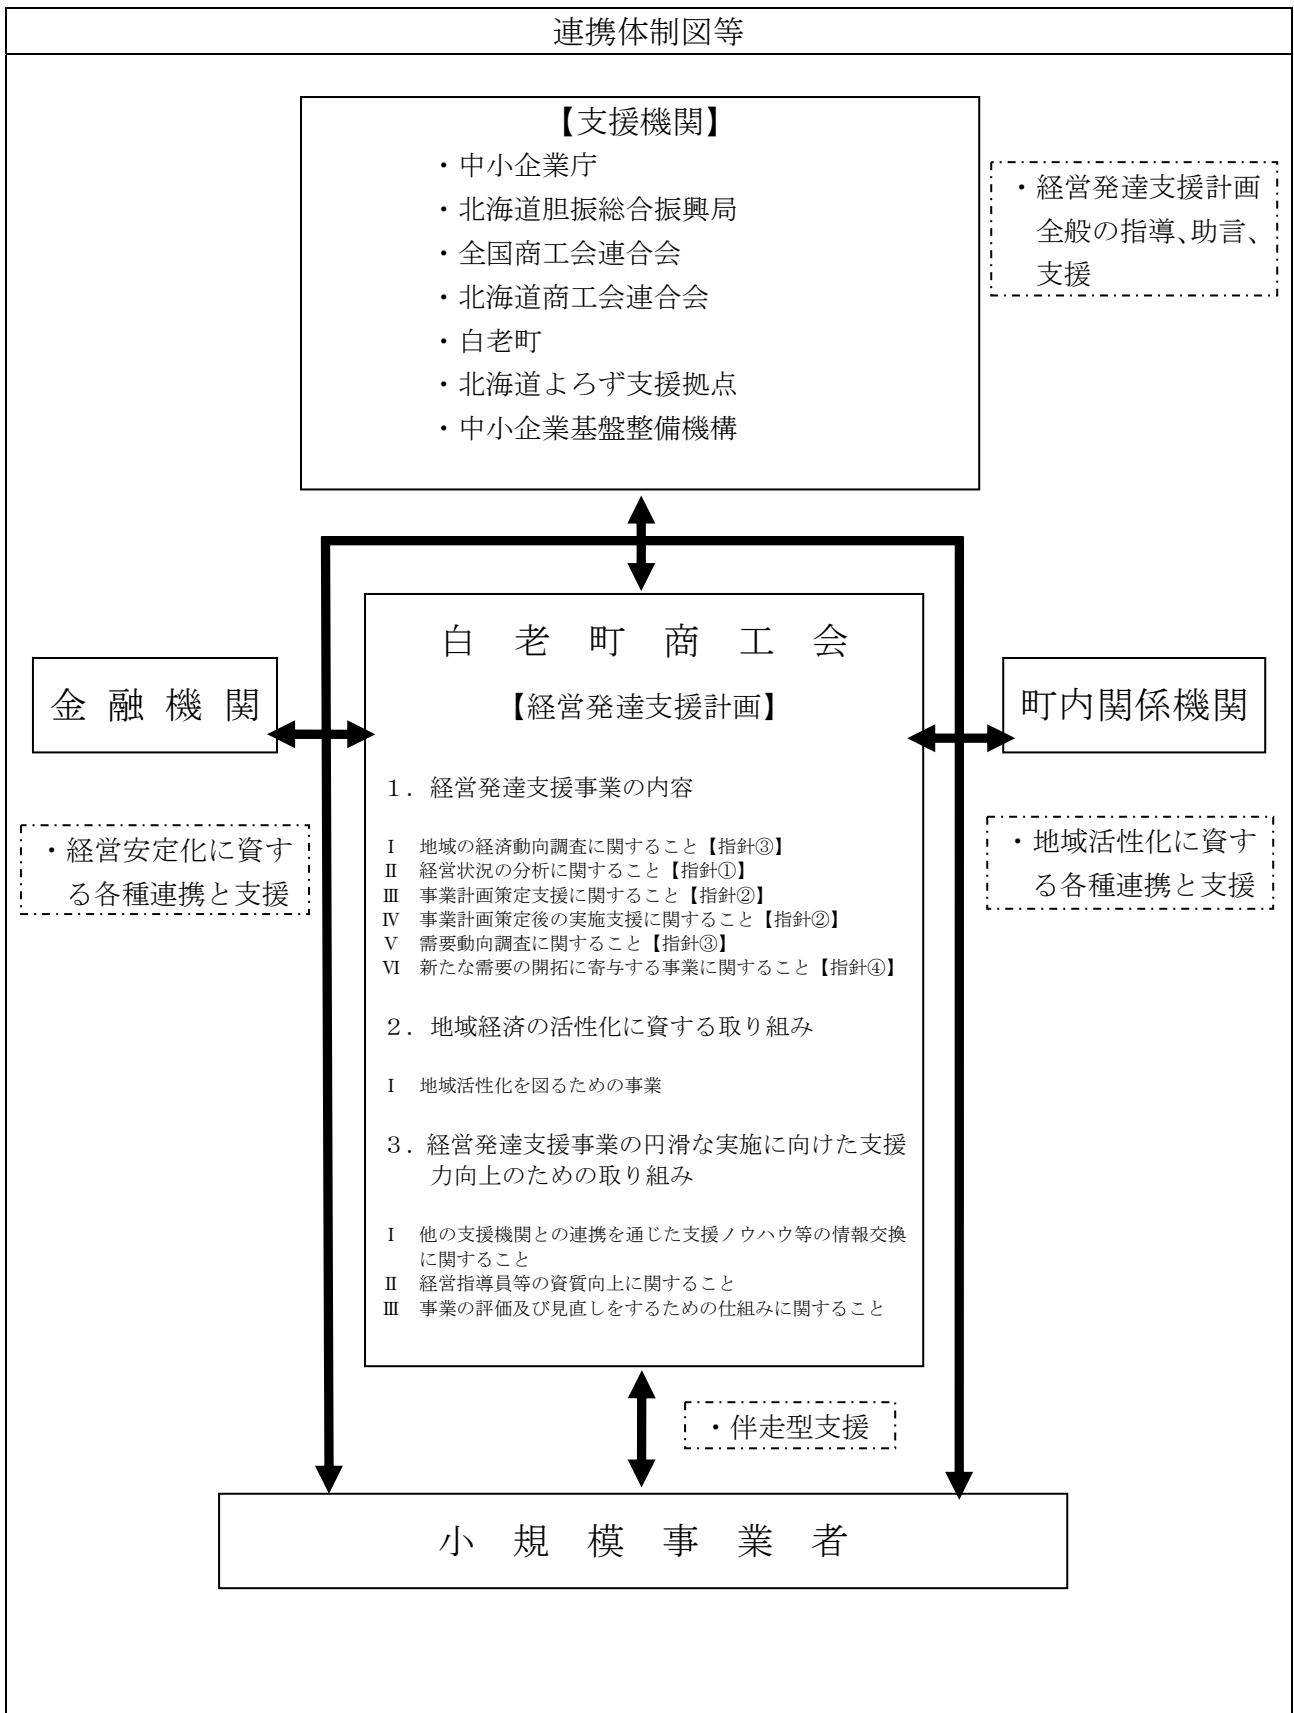 連携体制図等
【支援機関】
・中小企業庁
・北海道胆振総合振興局
・全国商工会連合会
・北海道商工会連合会
・白老町
・北海道よろず支援拠点
・中小企業基盤整備機構
・経営発達支援計画
全般の指導、助言、
支援
白老町商工会
【経営発達支援計画】
金融機関
町内関係機関
１．経営発達支援事業の内容
Ⅰ 地域の経済動向調査に関すること【指針③】
Ⅱ 経営状況の分析に関すること【指針①】
Ⅲ 事業計画策定支援に関すること【指針②】
Ⅳ 事業計画策定後の実施支援に関すること【指針②】
Ⅴ 需要動向調査に関すること【指針③】
Ⅵ 新たな需要の開拓に寄与する事業に関すること【指針④】
・経営安定化に資す
る各種連携と支援
・地域活性化に資す
る各種連携と支援
２．地域経済の活性化に資する取り組み
Ⅰ 地域活性化を図るための事業
３．経営発達支援事業の円滑な実施に向けた支援
力向上のための取り組み
Ⅰ 他の支援機関との連携を通じた支援ノウハウ等の情報交換
に関すること
Ⅱ 経営指導員等の資質向上に関すること
Ⅲ 事業の評価及び見直しをするための仕組みに関すること
・伴走型支援
小規模事業者